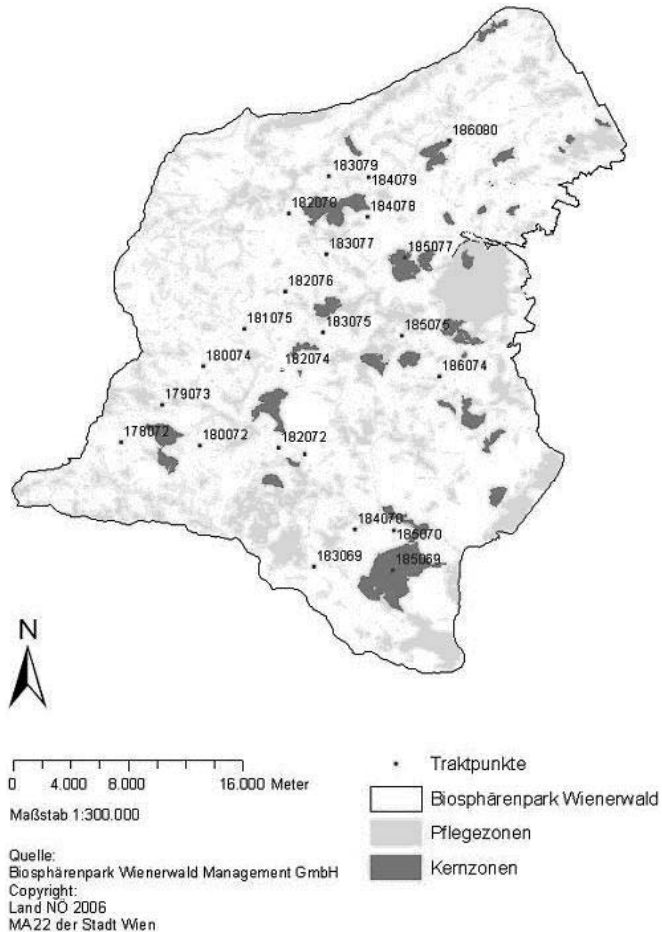 186080
183079
184079
182078
184078
183077
185077
182076
181075
183075
185075
180074
182074
186074
179073
178072
180072
182072
184070
185070
183069
185069
N
0 4.000 8.000 16.000 Meter
Maßstab 1:300.000
Quelle:
Biosphärenpark Wienerwald Management GmbH
Copyright:
Land NÖ 2006
MA22 der Stadt Wien
Traktpunkte
Biosphärenpark Wienerwald
Pflegezonen
Kernzonen